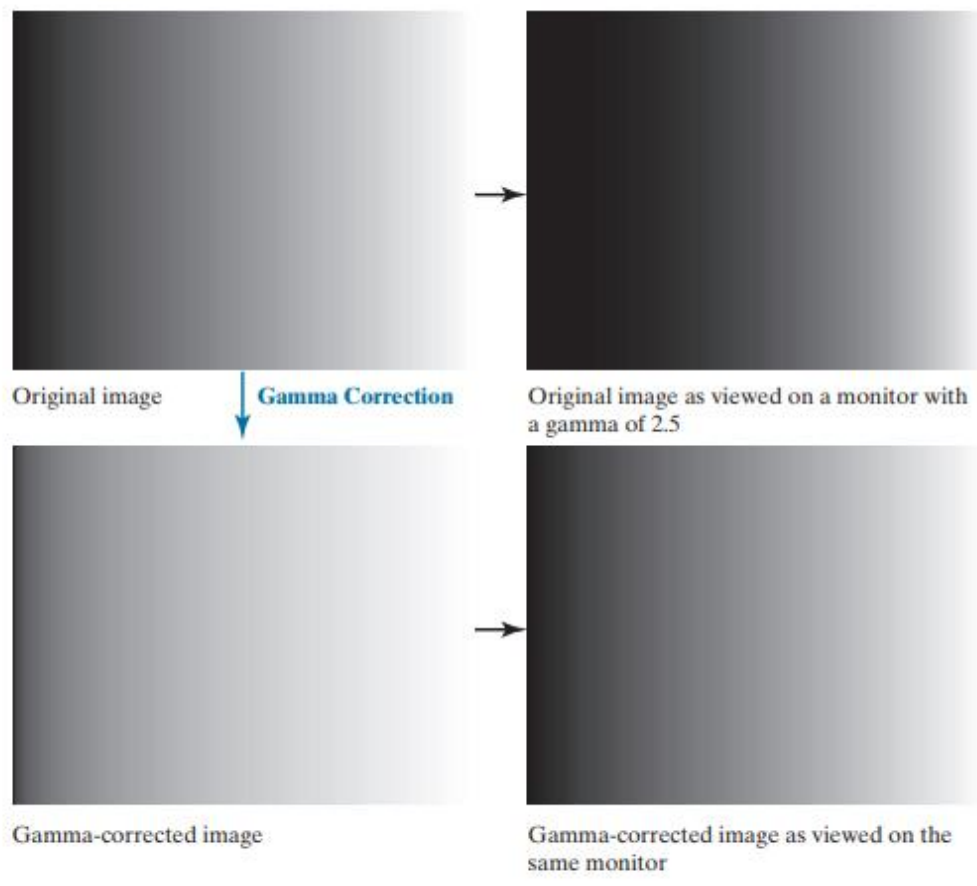 Original image
Gamma Correction
Original image as viewed on a monitor with
a gamma of 2.5
Gamma-corrected image
Gamma-corrected image as viewed on the
same monitor